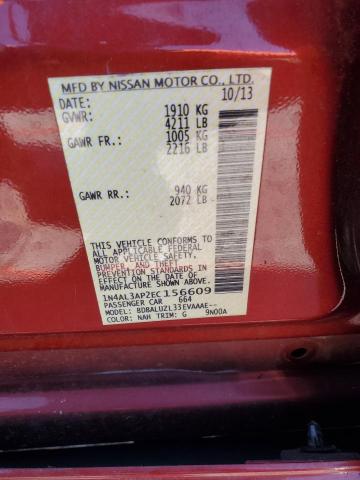 MFD BY NISSAN MOTOR CO., LTD.
DATE: 10/13
GVWR: 1910 KG
4211 LB
GAWR FR.: 1005 KG
2216 LB
GAWR RR.: 940 KG
2072 LB
THIS VEHICLE CONFORMS TO
ALL APPLICABLE FEDERAL
MOTOR VEHICLE SAFETY,
BUMPER, AND THEFT
PREVENTION STANDARDS IN
EFFECT ON THE DATE OF
MANUFACTURE SHOWN ABOVE.
1N4AL3AP2EC156609
PASSENGER CAR 664
MODEL: BDBALUZL33EVAAAE--
COLOR: NAH TRIM: G 9N00A